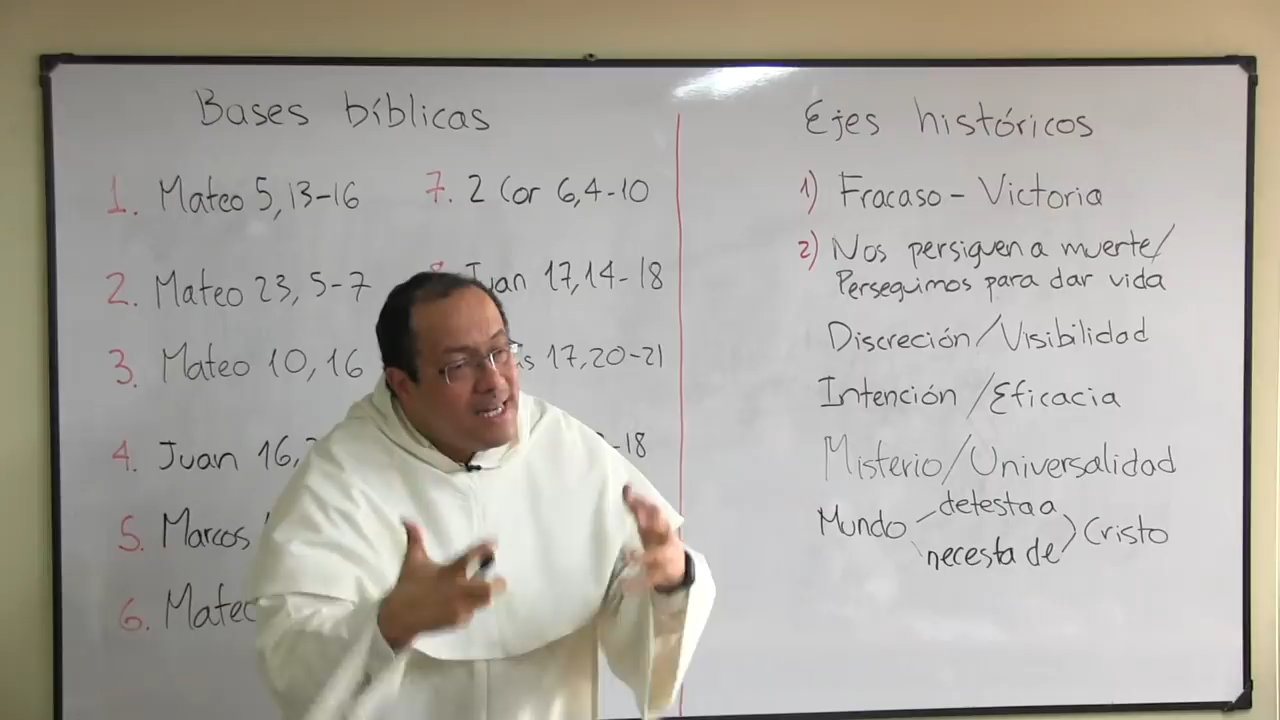 Bases bíblicas
1. Mateo 5,13-16
2. Mateo 23, 5-7
3. Mateo 10, 16
4. Juan 16,
5. Marcos
6.
7. 2 Cor 6,4-10
17,14-18
17,20-21
-18
Ejes históricos
1) Fracaso - Victoria
2) Nos persiguen a muerte/
Perseguimos para dar vida
Discreción/Visibilidad
Intención/Eficacia
Misterio/Universalidad
detesta a
Mundo Cristo
necesta de